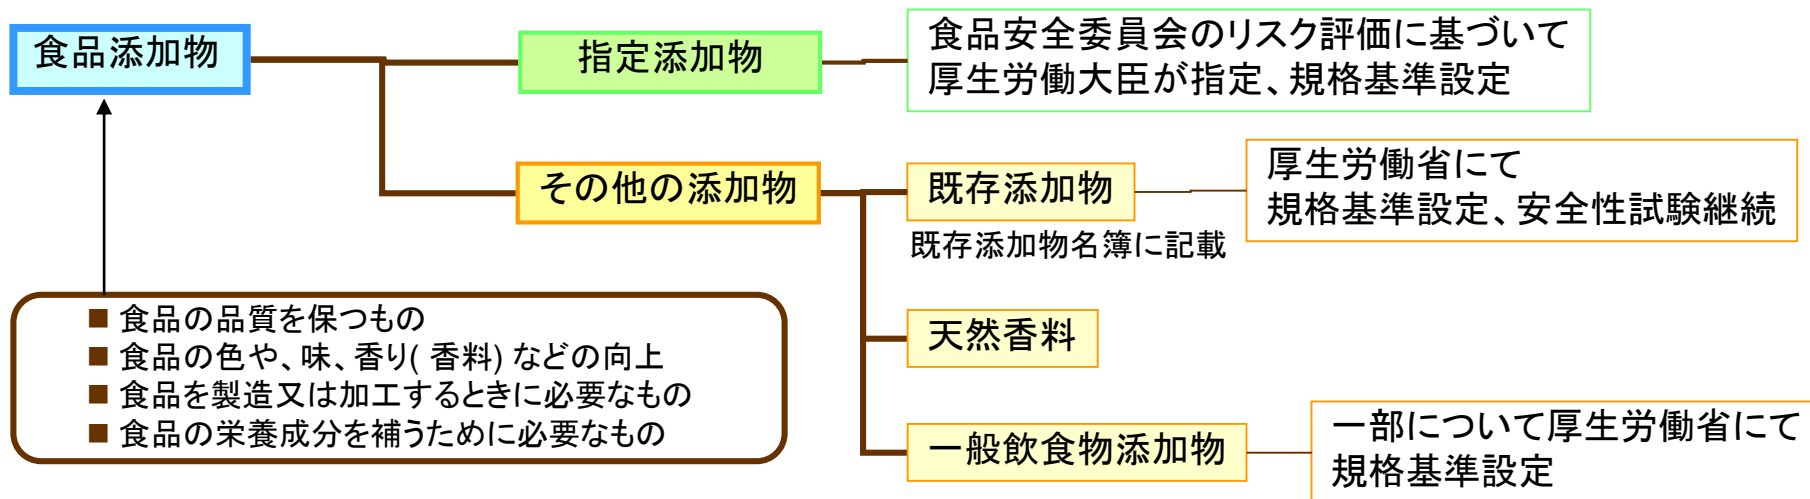 食品添加物
指定添加物
食品安全委員会のリスク評価に基づいて
厚生労働大臣が指定、規格基準設定
その他の添加物
既存添加物
既存添加物名簿に記載
厚生労働省にて
規格基準設定、安全性試験継続
天然香料
一般飲食物添加物
一部について厚生労働省にて
規格基準設定
■ 食品の品質を保つもの
■ 食品の色や、味、香り( 香料) などの向上
■ 食品を製造又は加工するときに必要なもの
■ 食品の栄養成分を補うために必要なもの